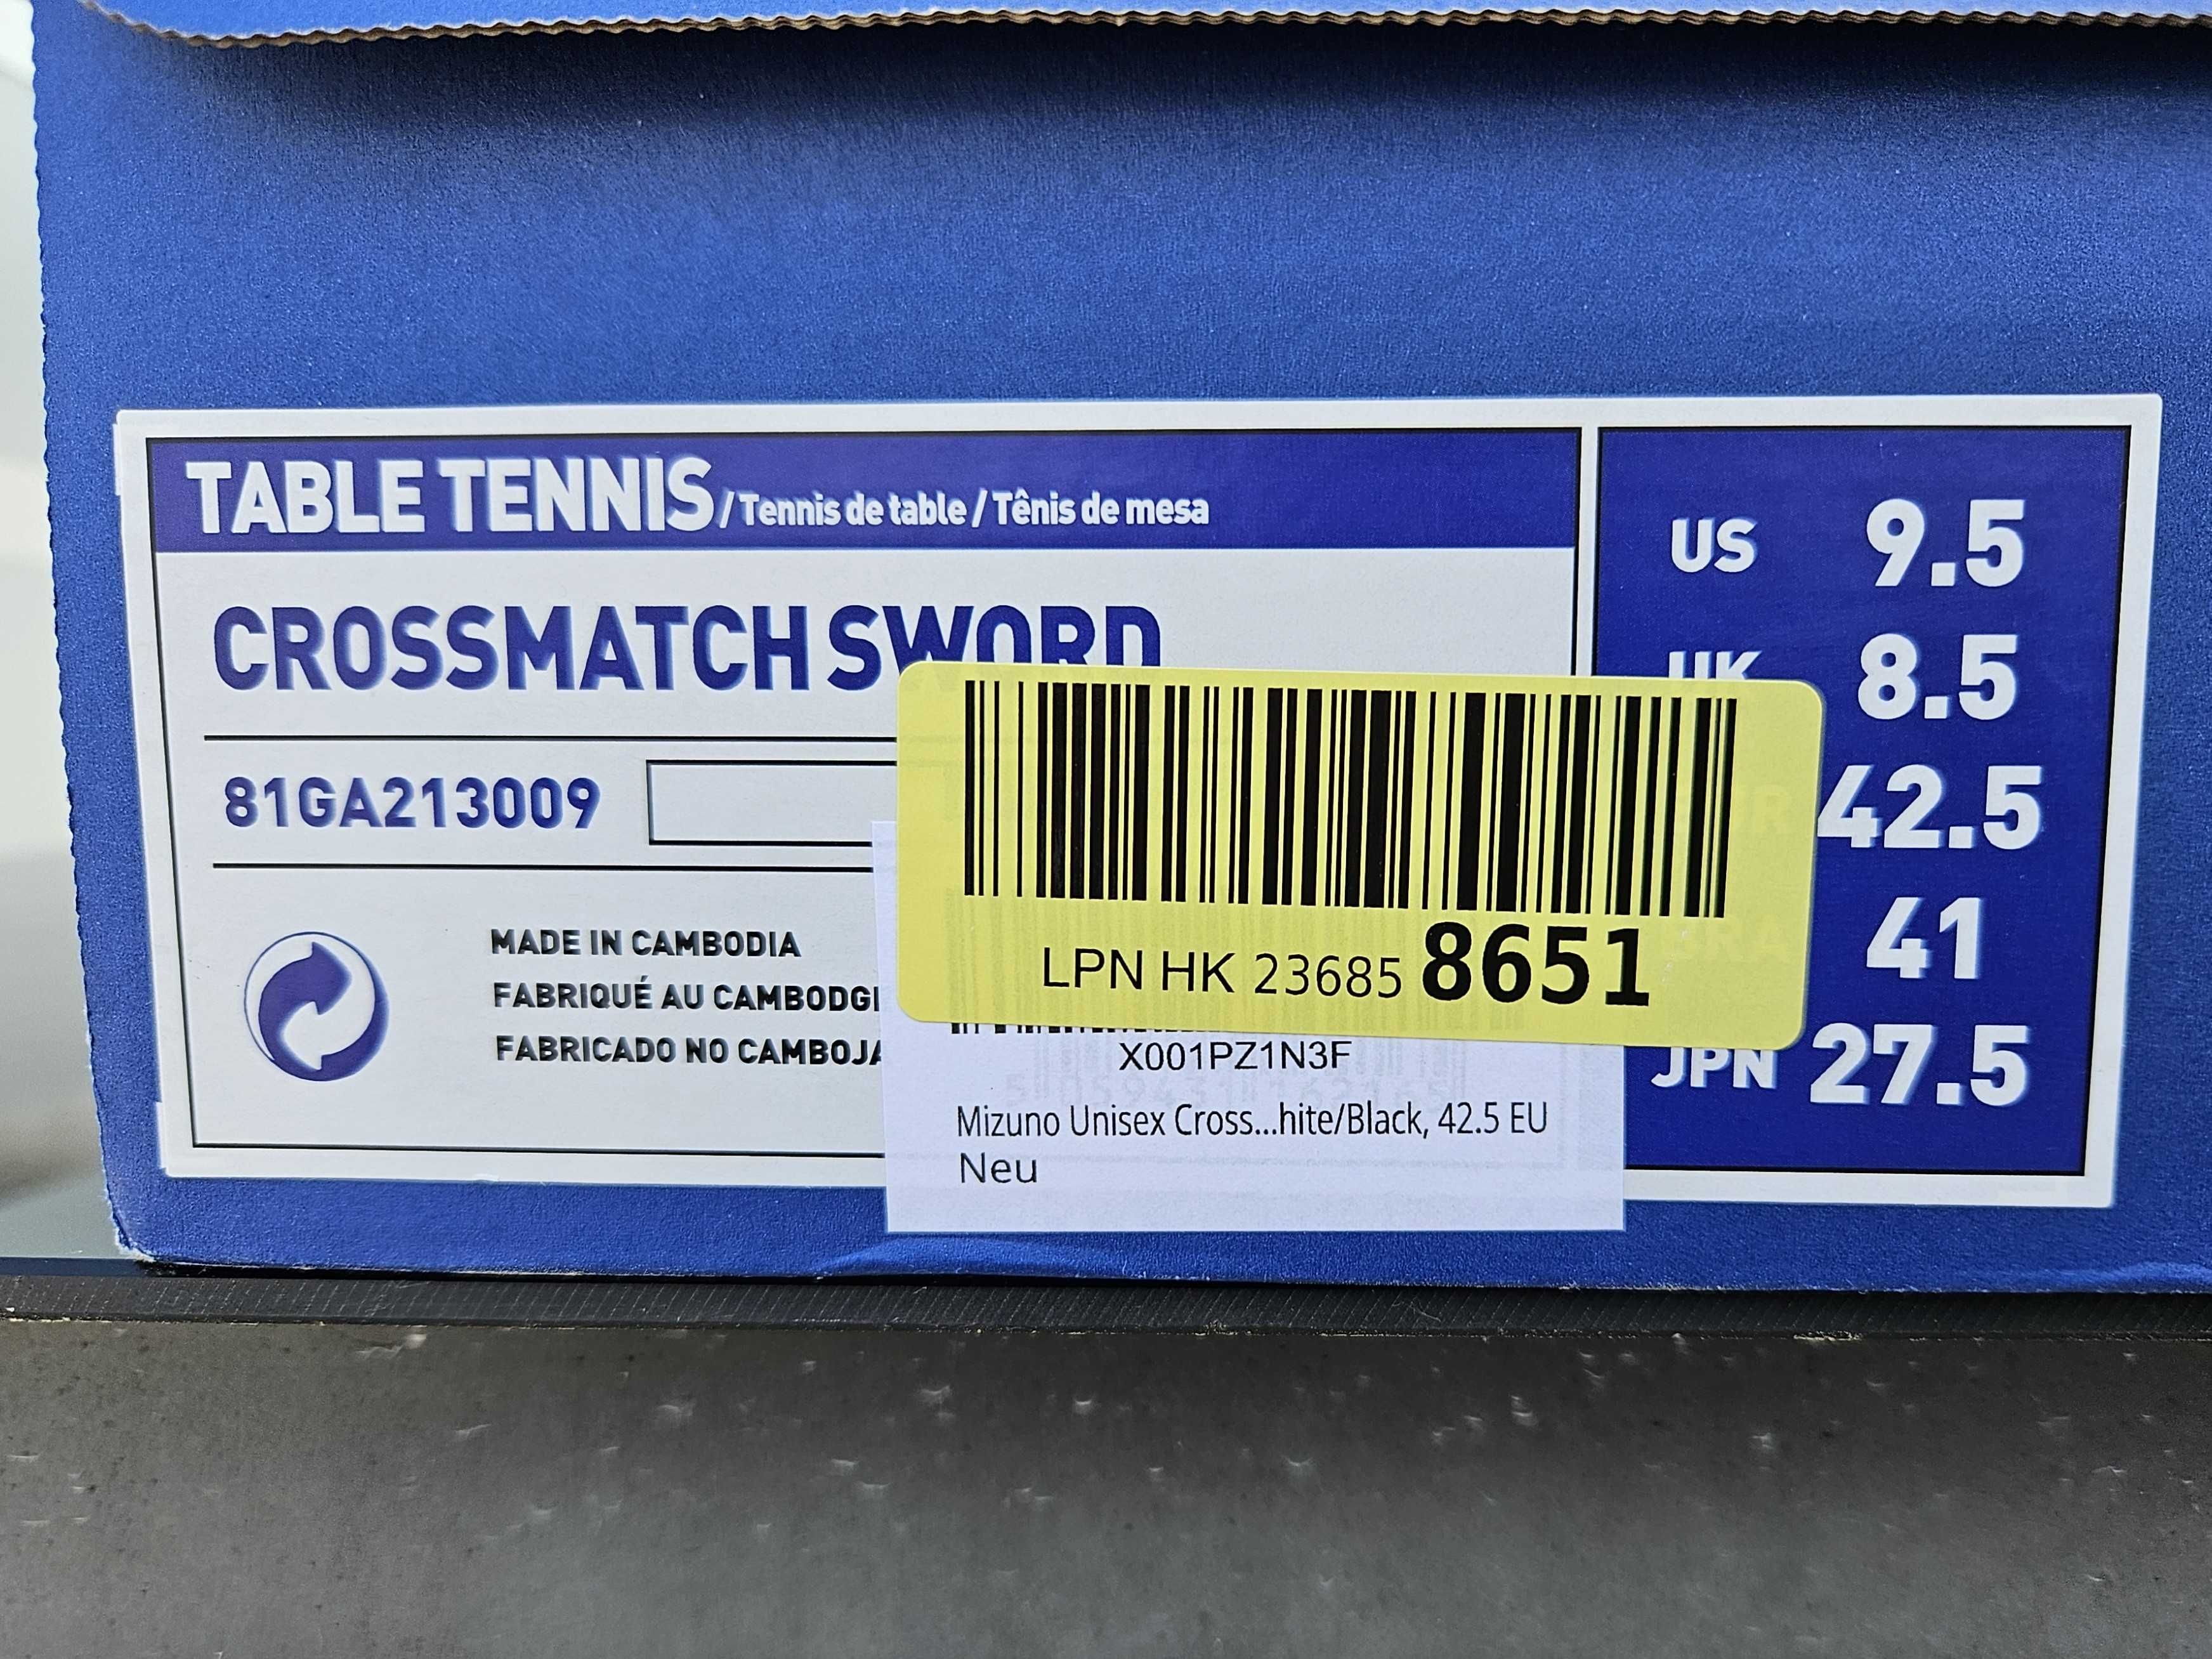 TABLE TENNIS / Tennis de table / Tênis de mesa
CROSSMATCH SWORD
81GA213009
MADE IN CAMBODIA
FABRIQUÉ AU CAMBODGI
FABRICADO NO CAMBOJA
US 9.5
UK 8.5
42.5
41
JPN 27.5
LPN HK 23685 8651
X001PZ1N3F
Mizuno Unisex Cross...hite/Black, 42.5 EU
Neu